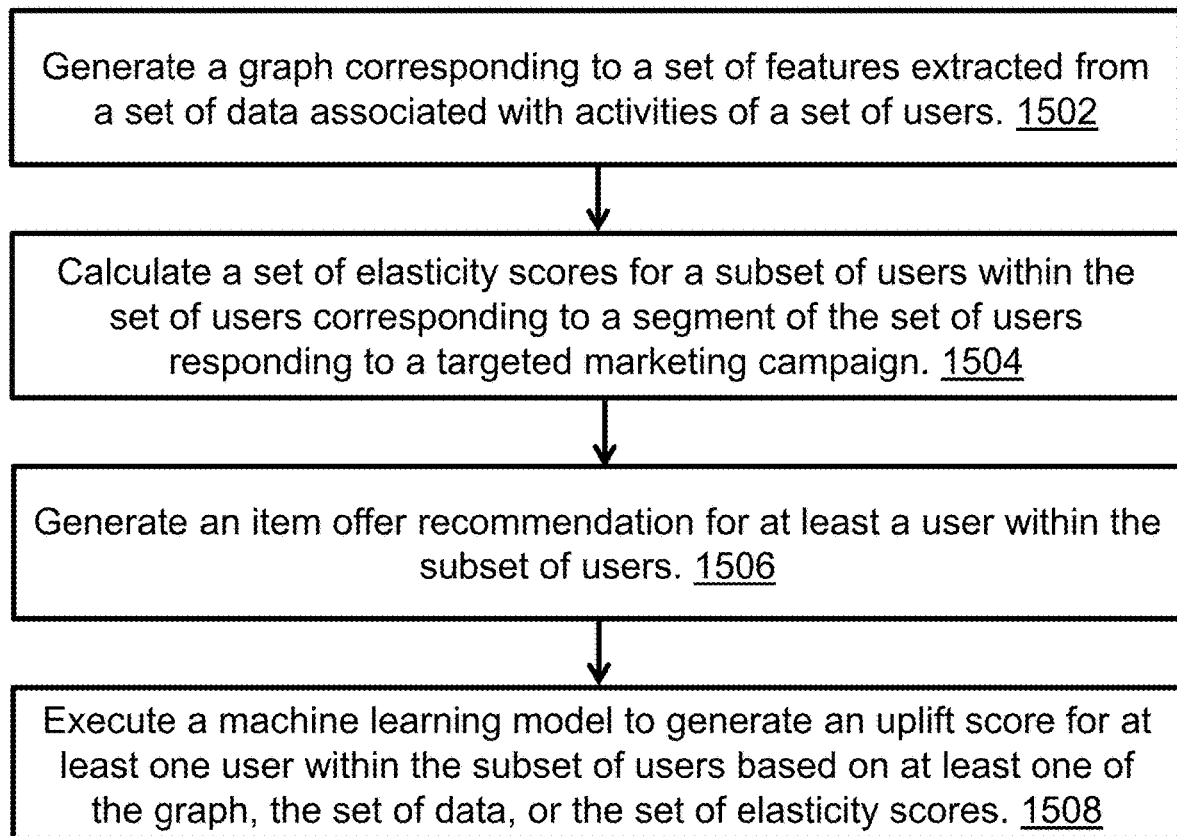 Generate a graph corresponding to a set of features extracted from
a set of data associated with activities of a set of users. 1502
Calculate a set of elasticity scores for a subset of users within the
set of users corresponding to a segment of the set of users
responding to a targeted marketing campaign. 1504
Generate an item offer recommendation for at least a user within the
subset of users. 1506
Execute a machine learning model to generate an uplift score for at
least one user within the subset of users based on at least one of
the graph, the set of data, or the set of elasticity scores. 1508